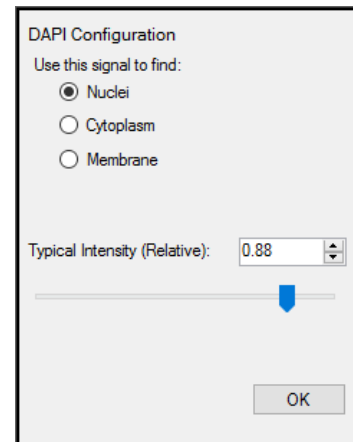 DAPI Configuration
Use this signal to find:
Nuclei
Cytoplasm
Membrane
Typical Intensity (Relative): 0.88
OK